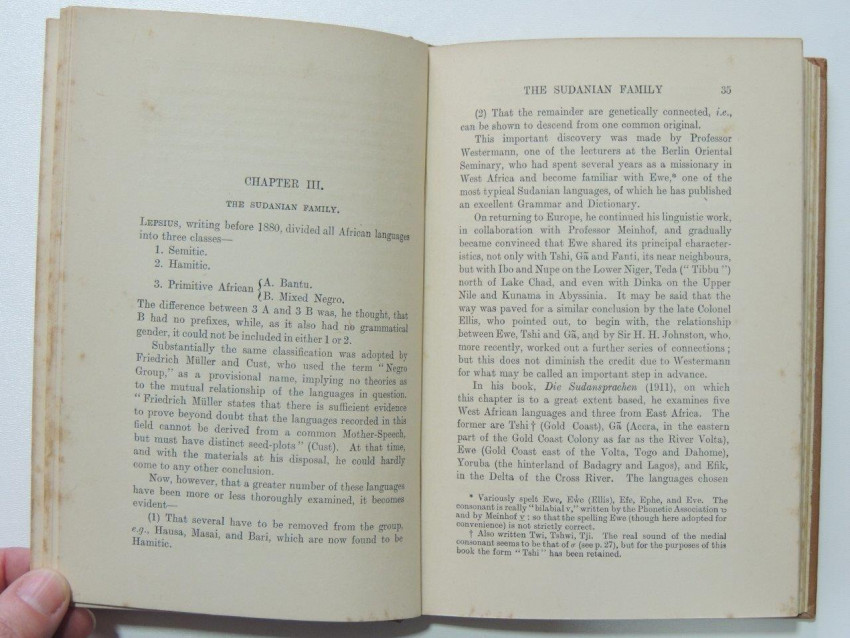 CHAPTER III.
THE SUDANIAN FAMILY.
LEPSIUS, writing before 1880, divided all African languages
into three classes—
1. Semitic.
2. Hamitic.
3. Primitive African { A. Bantu.
B. Mixed Negro.
The difference between 3 A and 3 B was, he thought, that
B had no prefixes, while, as it also had no grammatical
gender, it could not be included in either 1 or 2.
Substantially the same classification was adopted by
Friedrich Müller and Cust, who used the term "Negro
Group," as a provisional name, implying no theories as
to the mutual relationship of the languages in question.
"Friedrich Müller states that there is sufficient evidence
to prove beyond doubt that the languages recorded in this
field cannot be derived from a common Mother-Speech,
but must have distinct seed-plots" (Cust). At that time,
and with the materials at his disposal, he could hardly
come to any other conclusion.
Now, however, that a greater number of these languages
have been more or less thoroughly examined, it becomes
evident—
(1) That several have to be removed from the group,
e.g., Hausa, Masai, and Bari, which are now found to be
Hamitic.
THE SUDANIAN FAMILY 35
(2) That the remainder are genetically connected, i.e.,
can be shown to descend from one common original.
This important discovery was made by Professor
Westermann, one of the lecturers at the Berlin Oriental
Seminary, who had spent several years as a missionary in
West Africa and become familiar with Ewe,* one of the
most typical Sudanian languages, of which he has published
an excellent Grammar and Dictionary.
On returning to Europe, he continued his linguistic work,
in collaboration with Professor Meinhof, and gradually
became convinced that Ewe shared its principal character-
istics, not only with Tshi, Gã and Fanti, its near neighbours,
but with Ibo and Nupe on the Lower Niger, Teda ("Tibbu")
north of Lake Chad, and even with Dinka on the Upper
Nile and Kunama in Abyssinia. It may be said that the
way was paved for a similar conclusion by the late Colonel
Ellis, who pointed out, to begin with, the relationship
between Ewe, Tshi and Gã, and by Sir H. H. Johnston, who,
more recently, worked out a further series of connections;
but this does not diminish the credit due to Westermann
for what may be called an important step in advance.
In his book, Die Sudansprachen (1911), on which
this chapter is to a great extent based, he examines five
West African languages and three from East Africa. The
former are Tshi† (Gold Coast), Gã (Accra, in the eastern
part of the Gold Coast Colony as far as the River Volta),
Ewe (Gold Coast east of the Volta, Togo and Dahome),
Yoruba (the hinterland of Badagry and Lagos), and Efik,
in the Delta of the Cross River. The languages chosen
* Variously spelt Ewe, Eẇe (Ellis), Efe, Ephe, and Eve. The
consonant is really "bilabial v," written by the Phonetic Association ʋ
and by Meinhof v̱: so that the spelling Ewe (though here adopted for
convenience) is not strictly correct.
† Also written Twi, Tshwi, Tji. The real sound of the medial
consonant seems to be that of σ (see p. 27), but for the purposes of this
book the form "Tshi" has been retained.